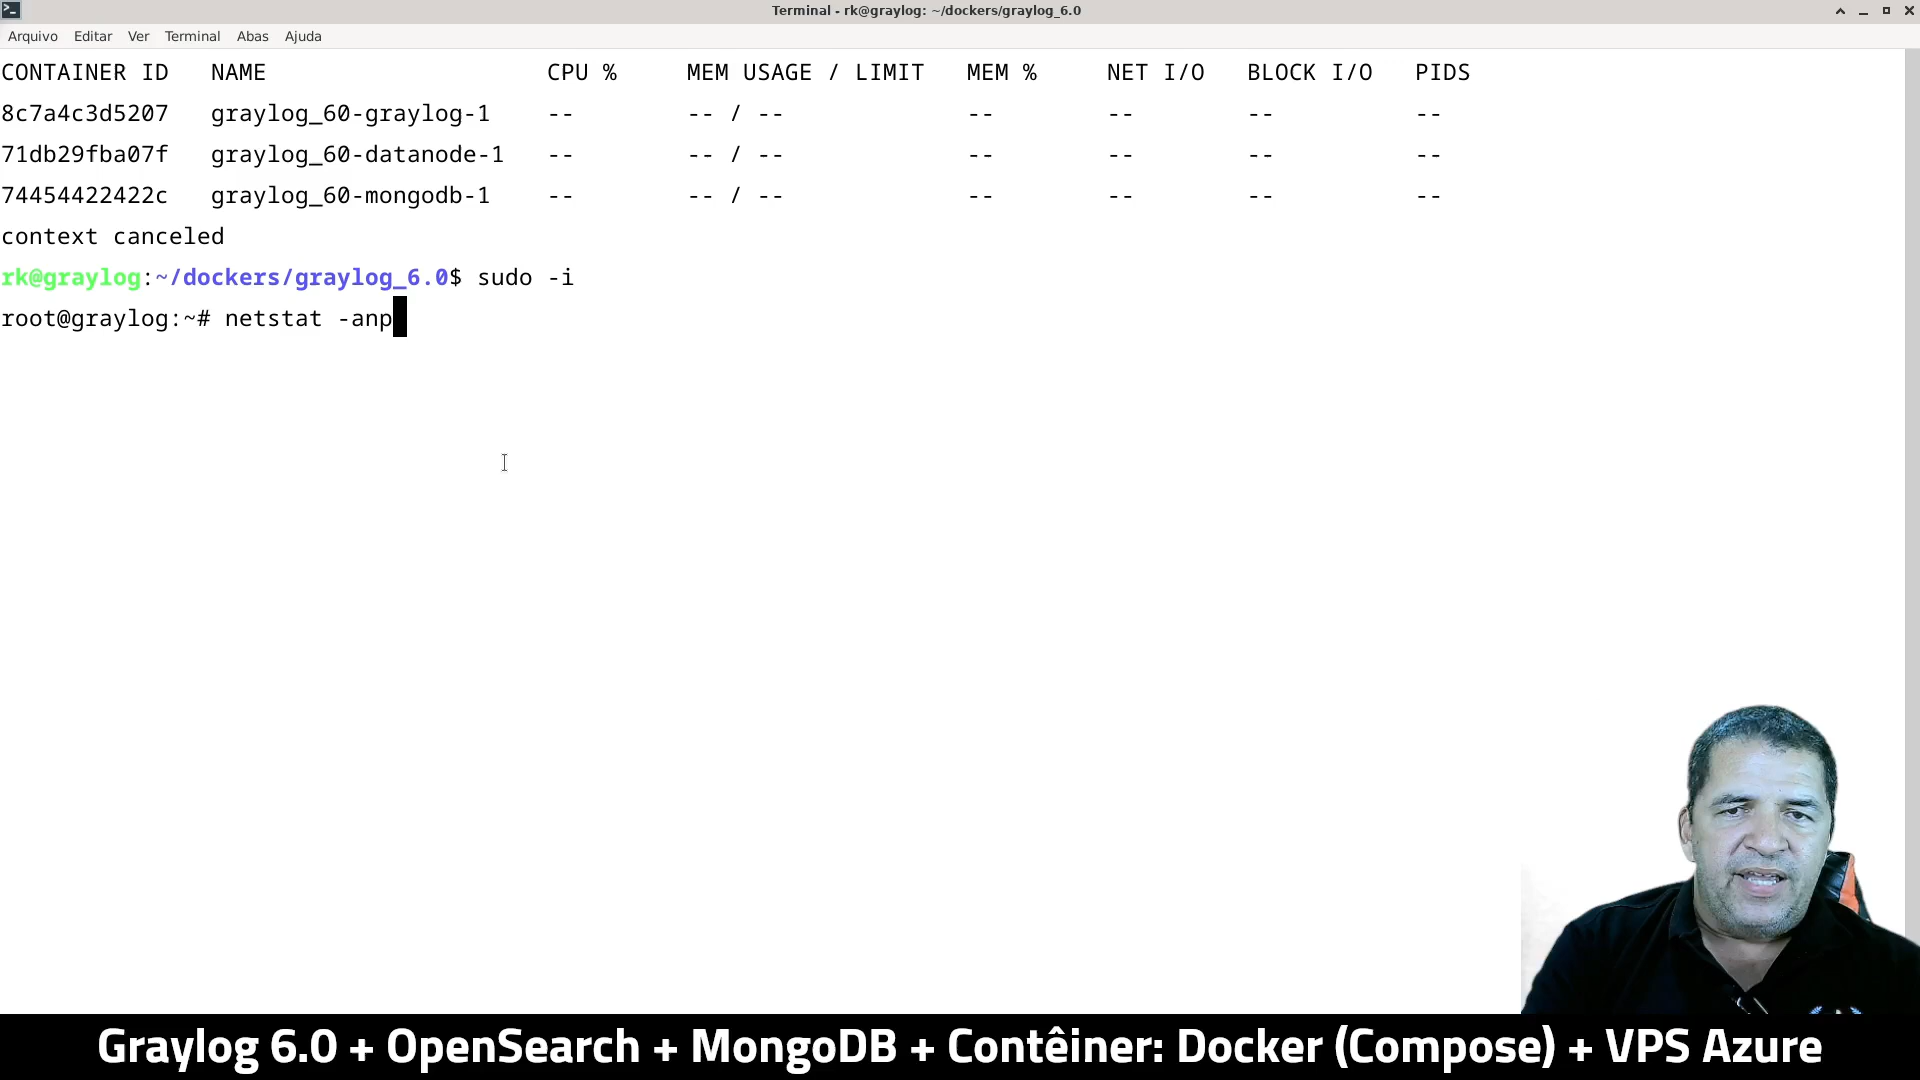 Terminal - rk@graylog: ~/dockers/graylog_6.0
Arquivo Editar Ver Terminal Abas Ajuda
CONTAINER ID NAME CPU % MEM USAGE / LIMIT MEM % NET I/O BLOCK I/O PIDS
8c7a4c3d5207 graylog_60-graylog-1 -- -- / -- -- -- -- --
71db29fba07f graylog_60-datanode-1 -- -- / -- -- -- -- --
74454422422c graylog_60-mongodb-1 -- -- / -- -- -- -- --
context canceled
rk@graylog:~/dockers/graylog_6.0$ sudo -i
root@graylog:~# netstat -anp
Graylog 6.0 + OpenSearch + MongoDB + Contêiner: Docker (Compose) + VPS Azure